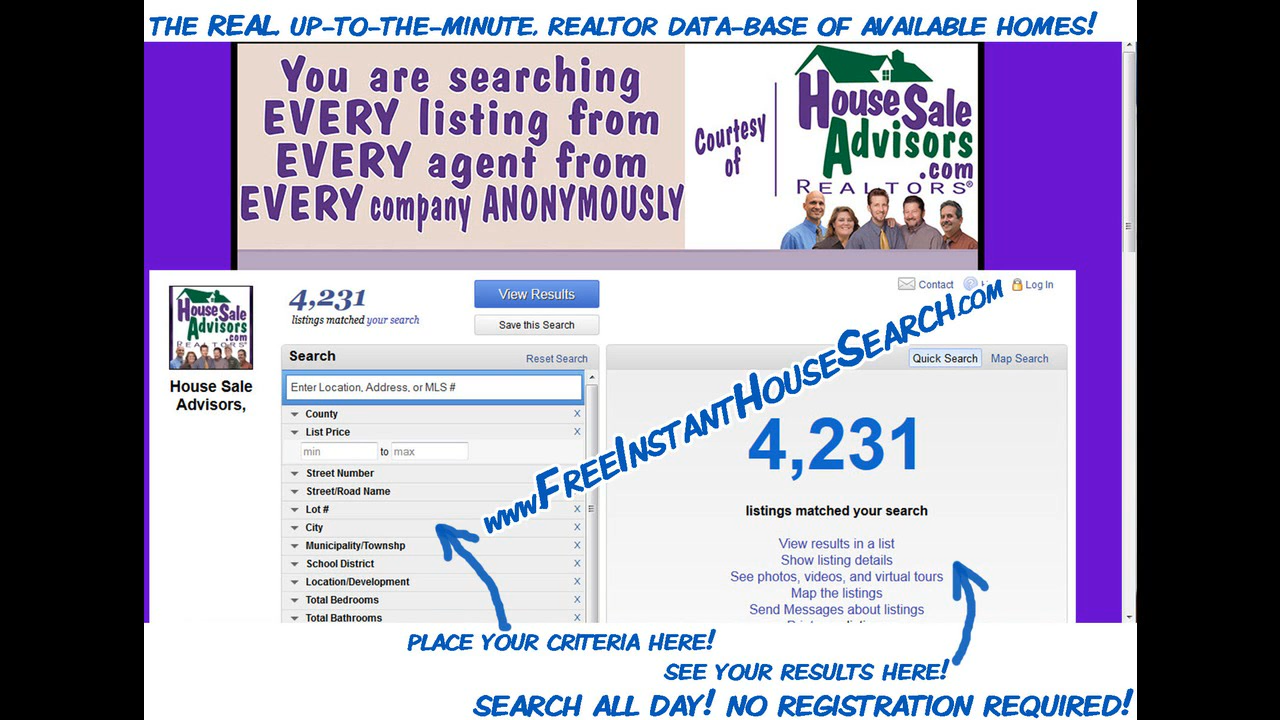 THE REAL, UP-TO-THE-MINUTE, REALTOR DATA-BASE OF AVAILABLE HOMES!
You are searching
EVERY listing from
EVERY agent from
EVERY company ANONYMOUSLY
Courtesy
of
HouseSale
Advisors
.com
REALTORS®
HouseSale
Advisors
.com
REALTORS
House Sale
Advisors,
4,231
listings matched your search
View Results
Save this Search
Contact
Log In
Search
Reset Search
Enter Location, Address, or MLS #
County X
List Price X
min to max
Street Number
Street/Road Name
Lot # X
City X
Municipality/Townshp X
School District X
Location/Development X
Total Bedrooms X
Total Bathrooms X
www.FreeInstantHouseSearch.com
Quick Search
Map Search
4,231
listings matched your search
View results in a list
Show listing details
See photos, videos, and virtual tours
Map the listings
Send Messages about listings
PLACE YOUR CRITERIA HERE!
SEE YOUR RESULTS HERE!
SEARCH ALL DAY! NO REGISTRATION REQUIRED!